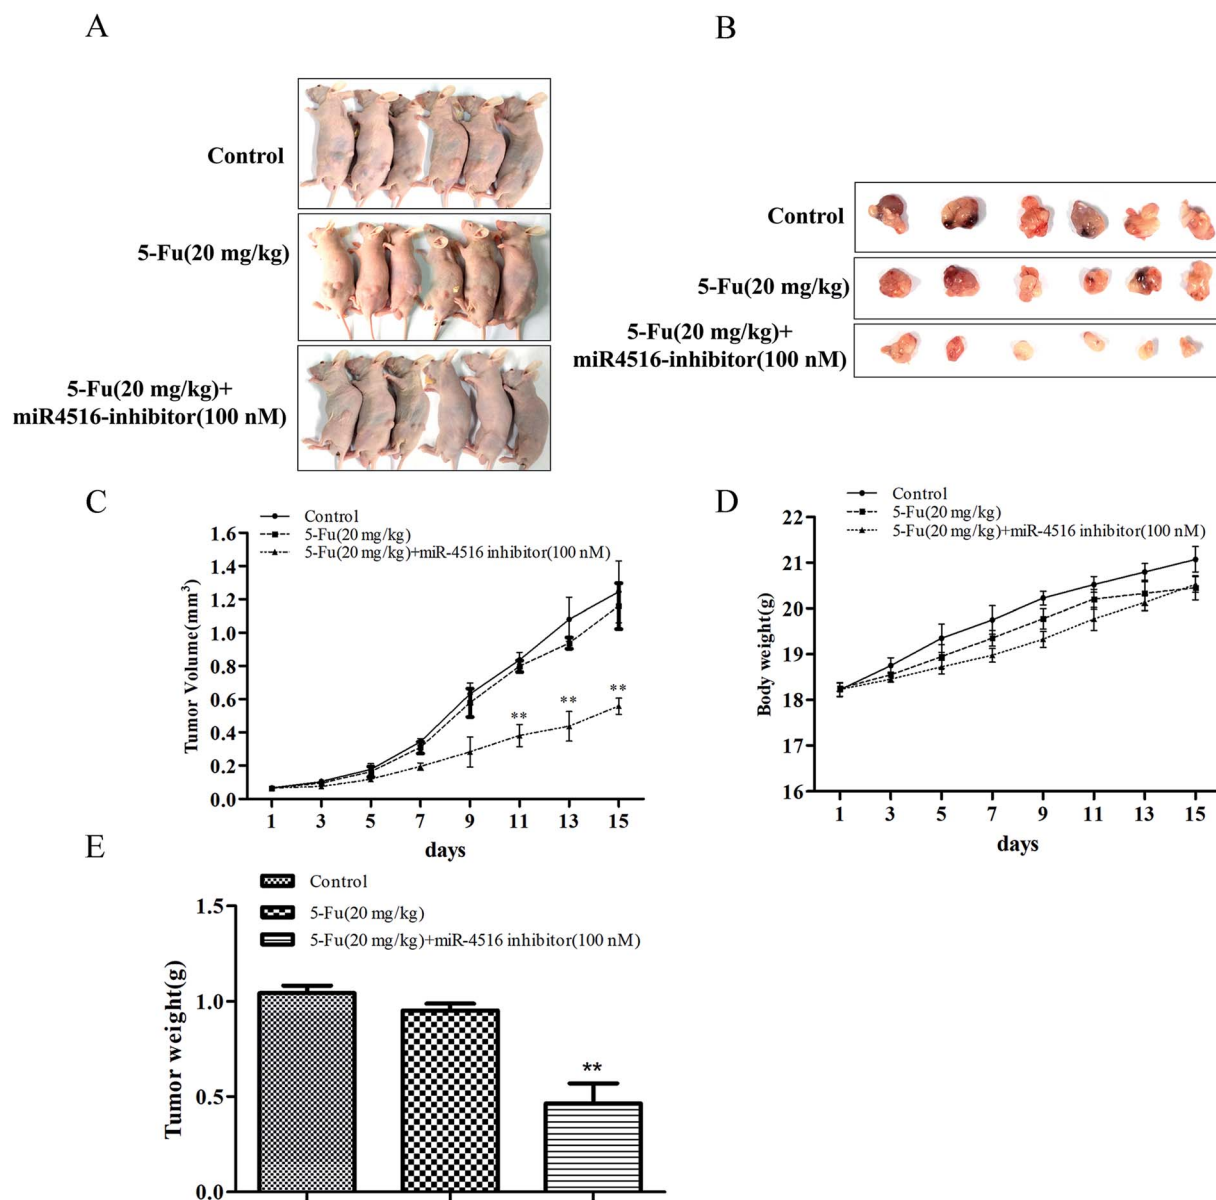 A
Control
5-Fu(20 mg/kg)
5-Fu(20 mg/kg)+
miR4516-inhibitor(100 nM)
B
Control
5-Fu(20 mg/kg)
5-Fu(20 mg/kg)+
miR4516-inhibitor(100 nM)
C
Control
5-Fu(20 mg/kg)
5-Fu(20 mg/kg)+miR-4516 inhibitor(100 nM)
Tumor Volume(mm³)
1.6
1.4
1.2
1.0
0.8
0.6
0.4
0.2
0.0
** ** **
1 3 5 7 9 11 13 15
days
D
Control
5-Fu(20 mg/kg)
5-Fu(20 mg/kg)+miR-4516 inhibitor(100 nM)
Body weight(g)
22
21
20
19
18
17
16
1 3 5 7 9 11 13 15
days
E
Control
5-Fu(20 mg/kg)
5-Fu(20 mg/kg)+miR-4516 inhibitor(100 nM)
Tumor weight(g)
1.5
1.0
0.5
0.0
**